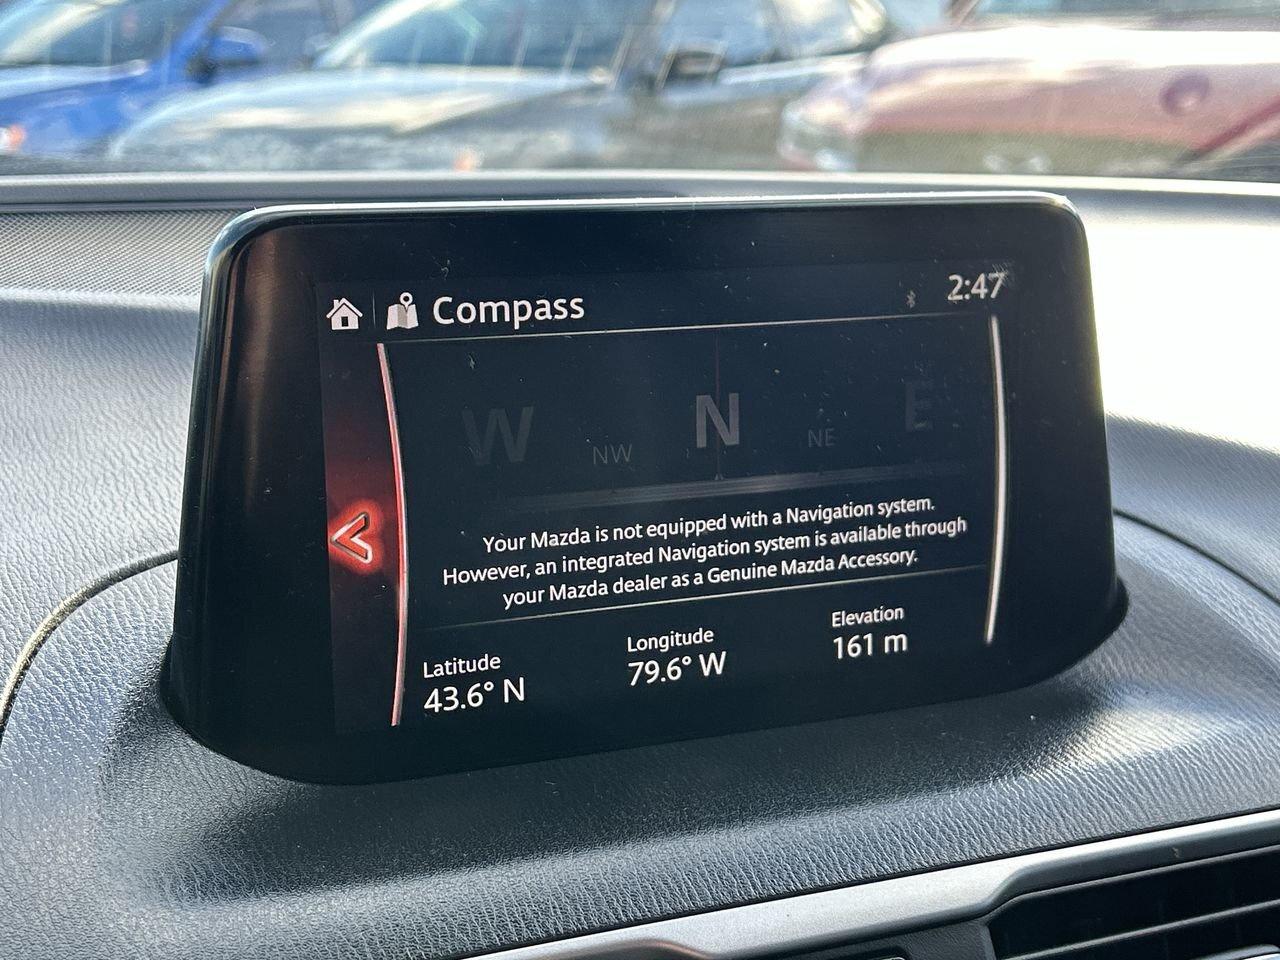 Compass
2:47
W NW N NE E
Your Mazda is not equipped with a Navigation system.
However, an integrated Navigation system is available through
your Mazda dealer as a Genuine Mazda Accessory.
Latitude Longitude Elevation
43.6° N 79.6° W 161 m